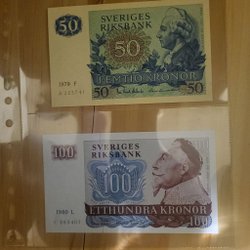 50
SVERIGES
RIKSBANK
50
1979 F
FEMTIO KRONOR
50
50
100
SVERIGES
RIKSBANK
100
1980 L
ETTHUNDRA KRONOR
100